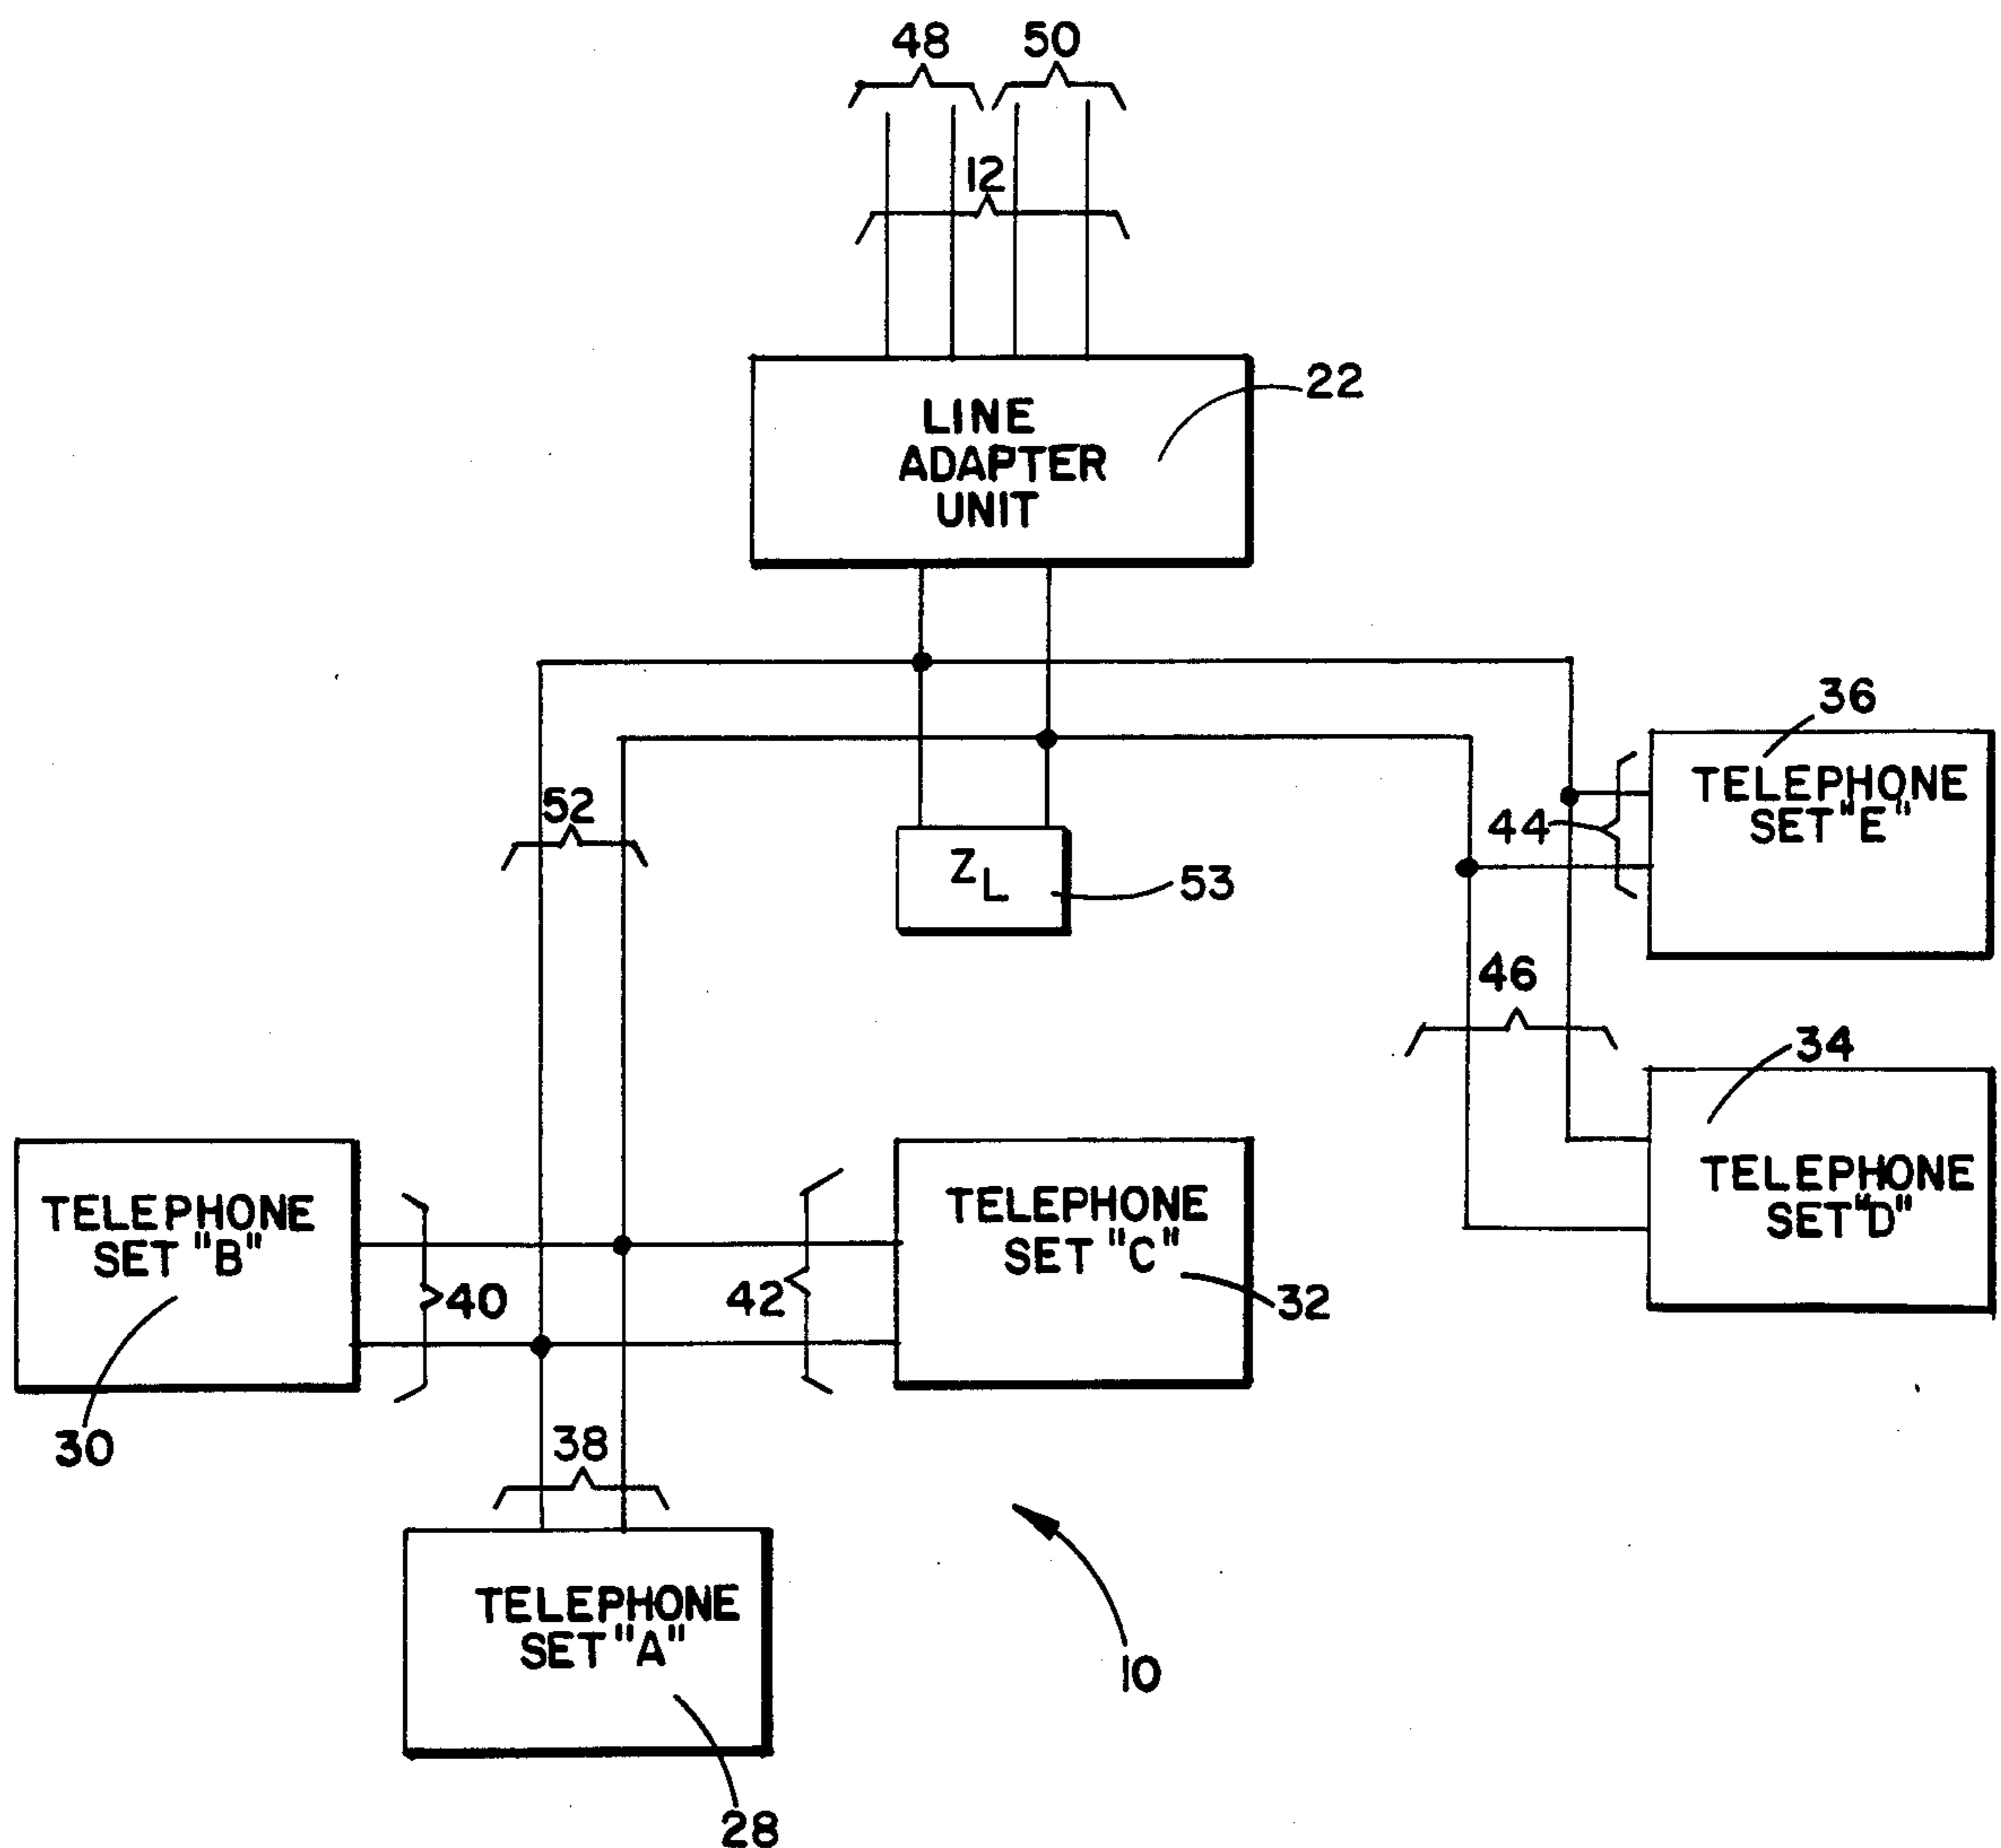 48
50
12
LINE
ADAPTER
UNIT
22
36
TELEPHONE
SET "E"
52
44
Z L
53
46
34
TELEPHONE
SET "D"
TELEPHONE
SET "B"
TELEPHONE
SET "C"
40
42
32
30
38
TELEPHONE
SET "A"
10
28